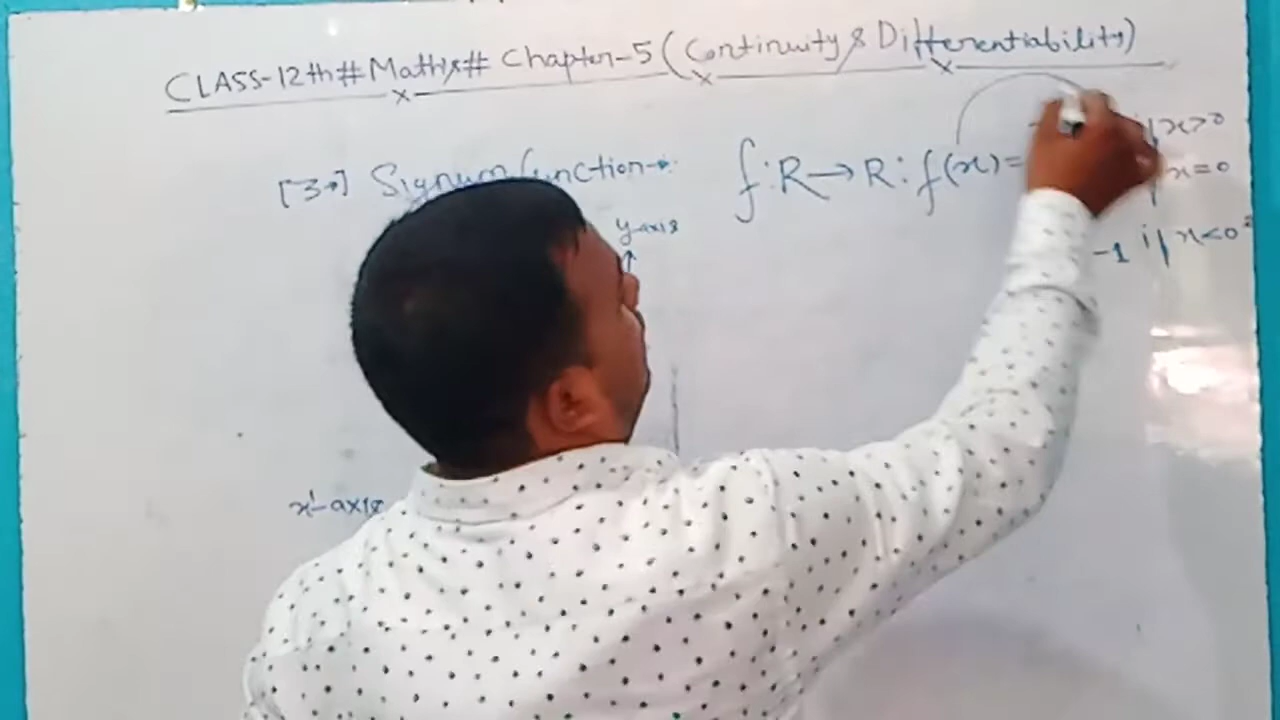 CLASS-12th # Maths # Chapter-5 (Continuity & Differentiability)
[3→] Signum function→ f:R→R:f(x)=
if x>0
x=0
-1 if x<0
y-axis
x'-axis